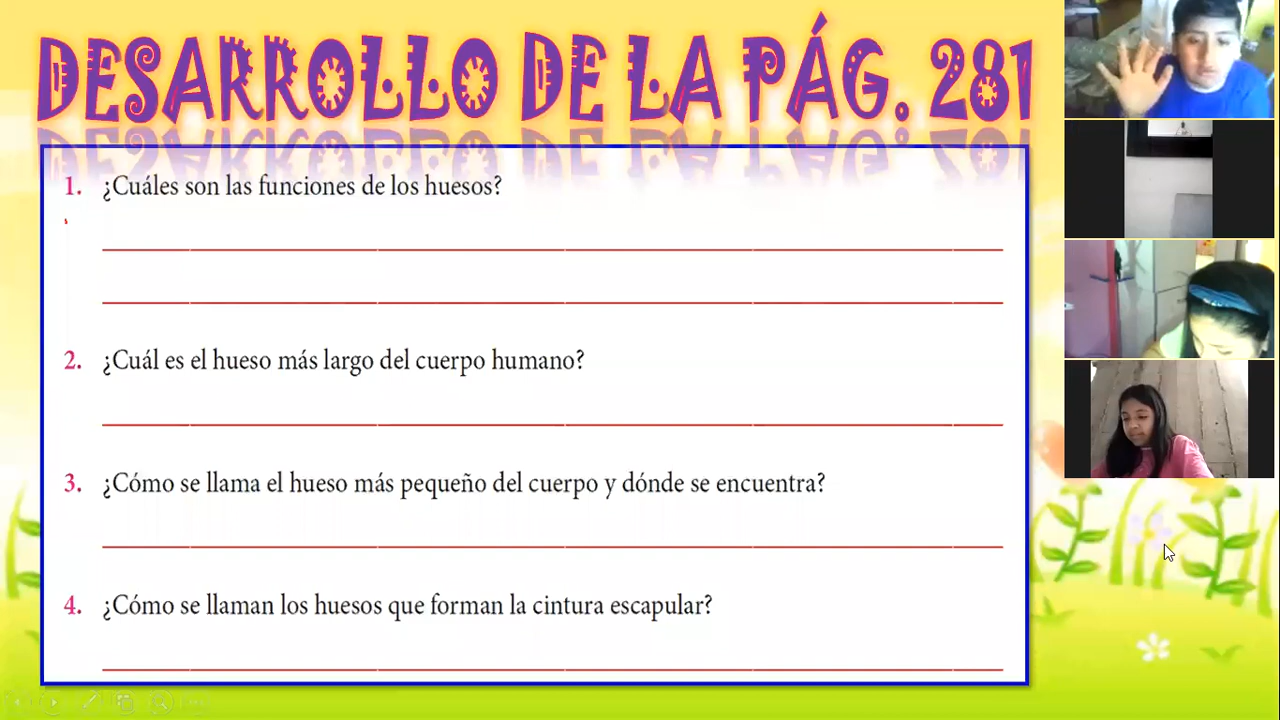 DESARROLLO DE LA PÁG. 281
1. ¿Cuáles son las funciones de los huesos?
2. ¿Cuál es el hueso más largo del cuerpo humano?
3. ¿Cómo se llama el hueso más pequeño del cuerpo y dónde se encuentra?
4. ¿Cómo se llaman los huesos que forman la cintura escapular?